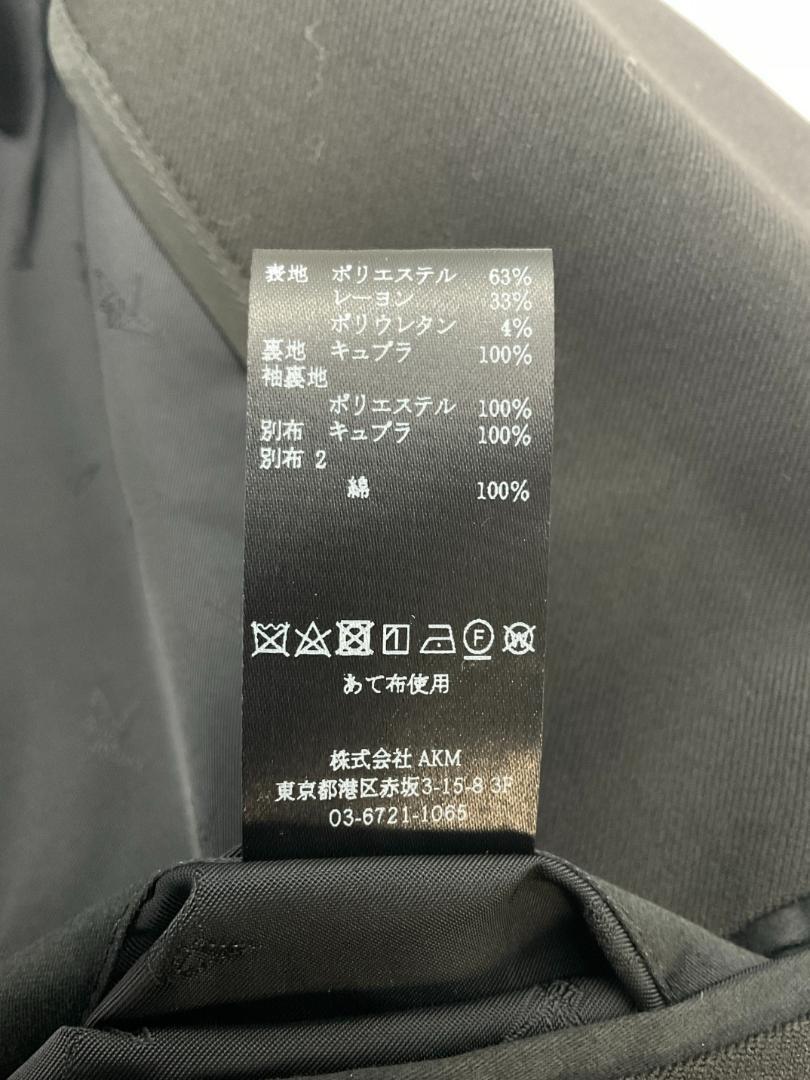 表地 ポリエステル 63%
レーヨン 33%
ポリウレタン 4%
裏地 キュプラ 100%
袖裏地
ポリエステル 100%
別布 キュプラ 100%
別布 2
綿 100%
F W
あて布使用
株式会社 AKM
東京都港区赤坂3-15-8 3F
03-6721-1065